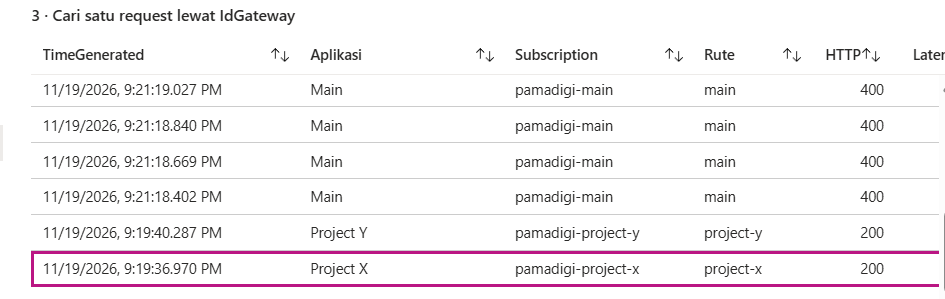 3 · Cari satu request lewat IdGateway
TimeGenerated ↑↓ Aplikasi ↑↓ Subscription ↑↓ Rute ↑↓ HTTP↑↓ Later
11/19/2026, 9:21:19.027 PM Main pamadigi-main main 400
11/19/2026, 9:21:18.840 PM Main pamadigi-main main 400
11/19/2026, 9:21:18.669 PM Main pamadigi-main main 400
11/19/2026, 9:21:18.402 PM Main pamadigi-main main 400
11/19/2026, 9:19:40.287 PM Project Y pamadigi-project-y project-y 200
11/19/2026, 9:19:36.970 PM Project X pamadigi-project-x project-x 200